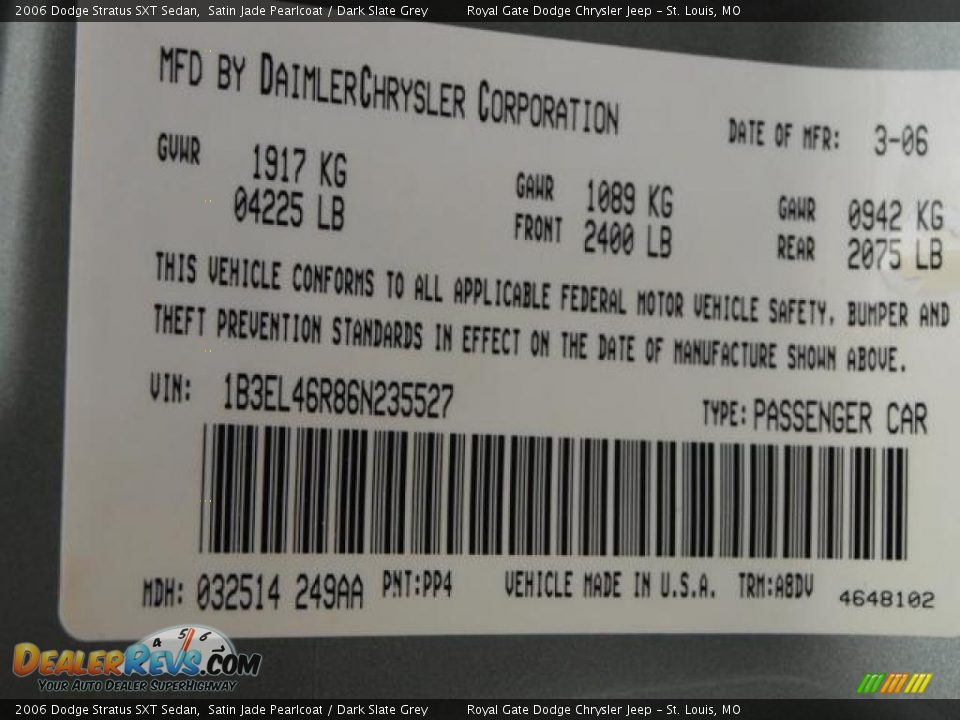 2006 Dodge Stratus SXT Sedan, Satin Jade Pearlcoat / Dark Slate Grey Royal Gate Dodge Chrysler Jeep - St. Louis, MO
MFD BY DAIMLERCHRYSLER CORPORATION
DATE OF MFR: 3-06
GVWR 1917 KG
04225 LB
GAWR 1089 KG
FRONT 2400 LB
GAWR 0942 KG
REAR 2075 LB
THIS VEHICLE CONFORMS TO ALL APPLICABLE FEDERAL MOTOR VEHICLE SAFETY, BUMPER AND
THEFT PREVENTION STANDARDS IN EFFECT ON THE DATE OF MANUFACTURE SHOWN ABOVE.
VIN: 1B3EL46R86N235527
TYPE: PASSENGER CAR
MDH: 032514 249AA PNT:PP4 VEHICLE MADE IN U.S.A. TRM:A8DV 4648102
4 5 6
DEALERREVS.COM
YOUR AUTO DEALER SUPERHIGHWAY
2006 Dodge Stratus SXT Sedan, Satin Jade Pearlcoat / Dark Slate Grey Royal Gate Dodge Chrysler Jeep - St. Louis, MO